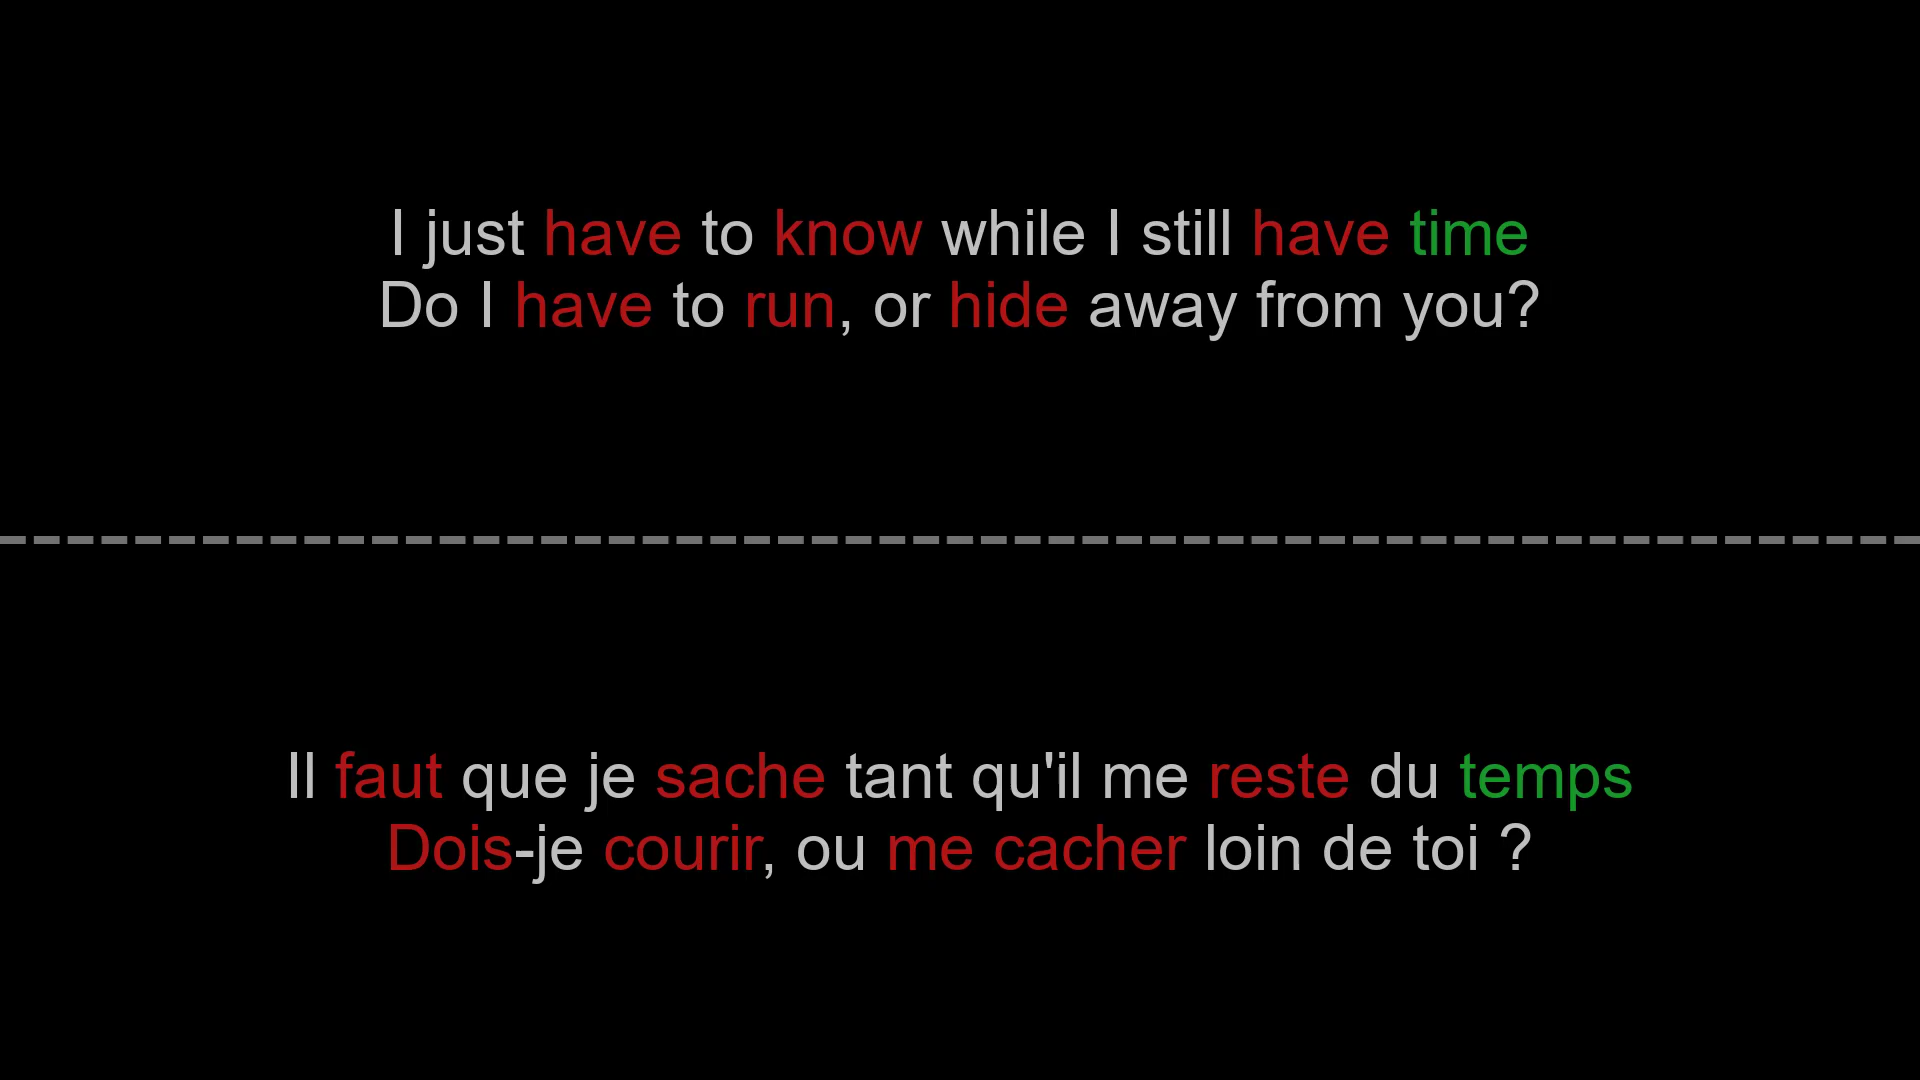 I just have to know while I still have time
Do I have to run, or hide away from you?
Il faut que je sache tant qu'il me reste du temps
Dois-je courir, ou me cacher loin de toi ?